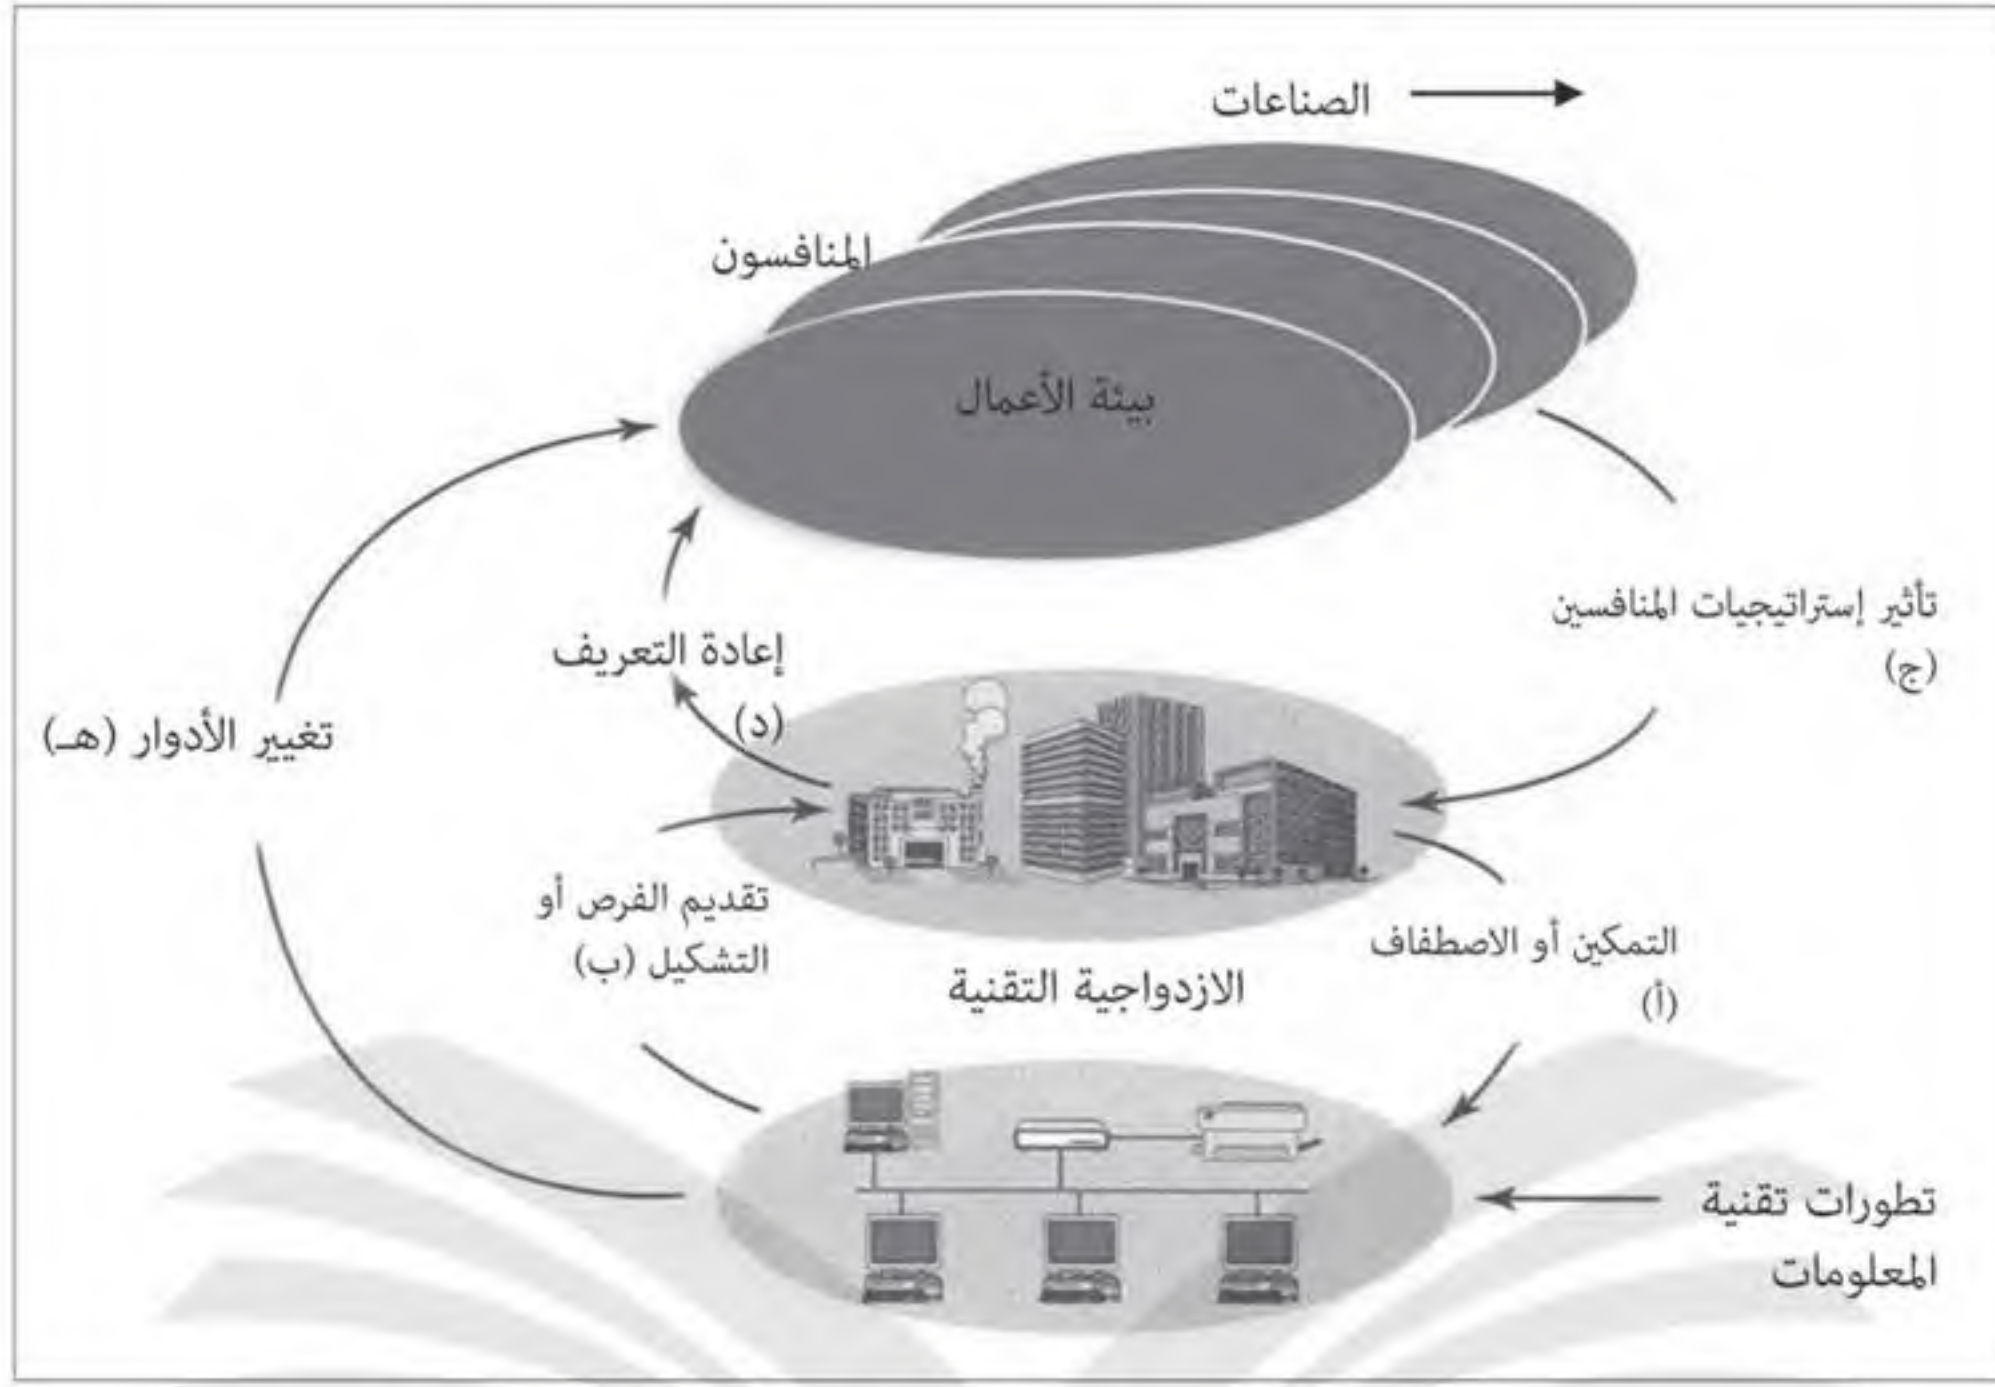 الصناعات
المنافسون
بيئة الأعمال
تأثير إستراتيجيات المنافسين
(ج)
إعادة التعريف
(د)
تغيير الأدوار (هـ)
تقديم الفرص أو
التشكيل (ب)
التمكين أو الاصطفاف
(أ)
الازدواجية التقنية
تطورات تقنية
المعلومات